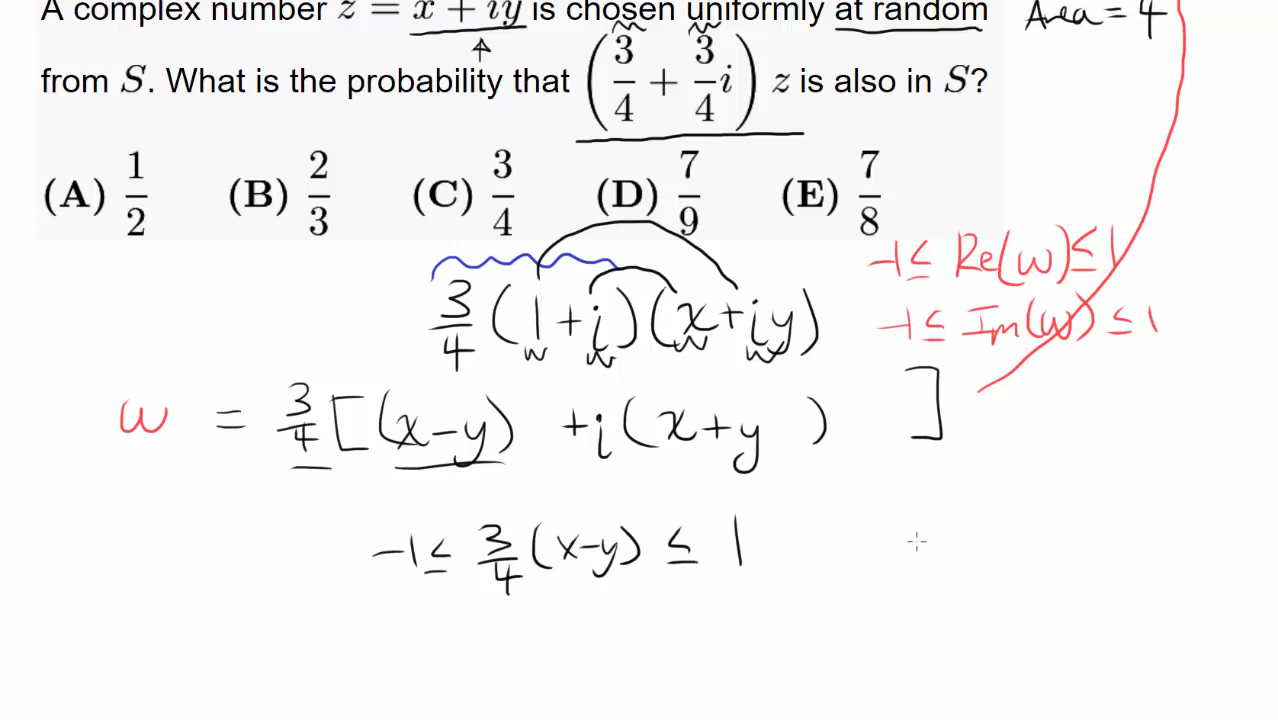 A complex number z = x + iy is chosen uniformly at random
Area = 4
from S. What is the probability that (3/4 + 3/4 i) z is also in S?
(A) 1/2 (B) 2/3 (C) 3/4 (D) 7/9 (E) 7/8
-1 ≤ Re(w) ≤ 1
3/4 (1+i)(x+iy)
-1 ≤ Im(w) ≤ 1
w = 3/4 [(x-y) +i(x+y )]
-1 ≤ 3/4 (x-y) ≤ 1